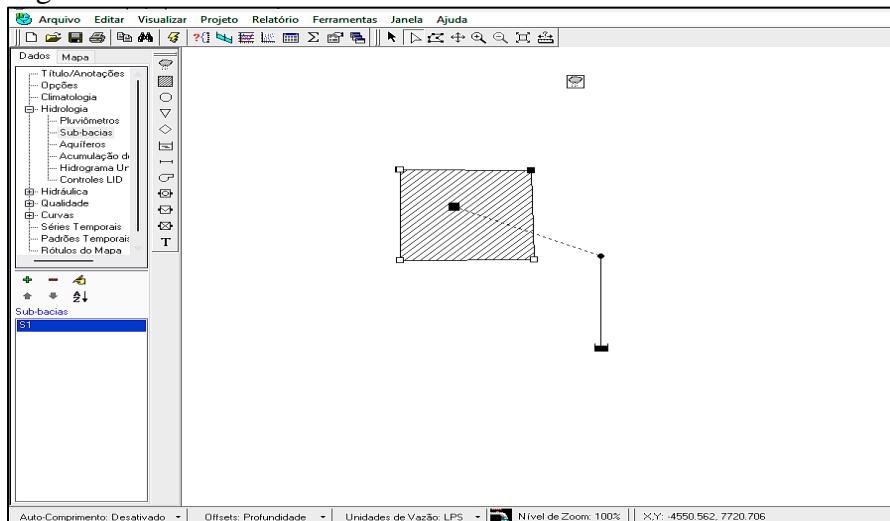 Arquivo Editar Visualizar Projeto Relatório Ferramentas Janela Ajuda
Dados Mapa
Título/Anotações
Opções
Climatologia
Hidrologia
Pluviômetros
Sub-bacias
Aquíferos
Acumulação d
Hidrograma Ur
Controles LID
Hidráulica
Qualidade
Curvas
Séries Temporais
Padrões Temporais
Rótulos do Mapa
T
Sub-bacias
S1
Auto-Comprimento: Desativado Offsets: Profundidade Unidades de Vazão: LPS Nível de Zoom: 100% X,Y: -4550.562, 7720.706